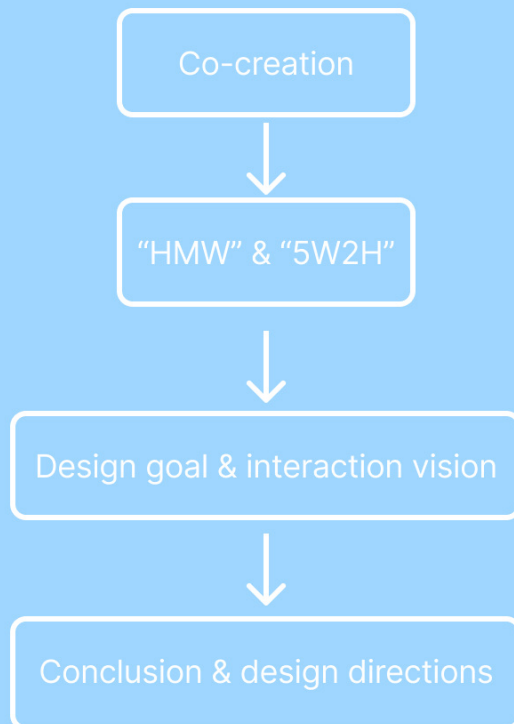 Co-creation
“HMW” & “5W2H”
Design goal & interaction vision
Conclusion & design directions